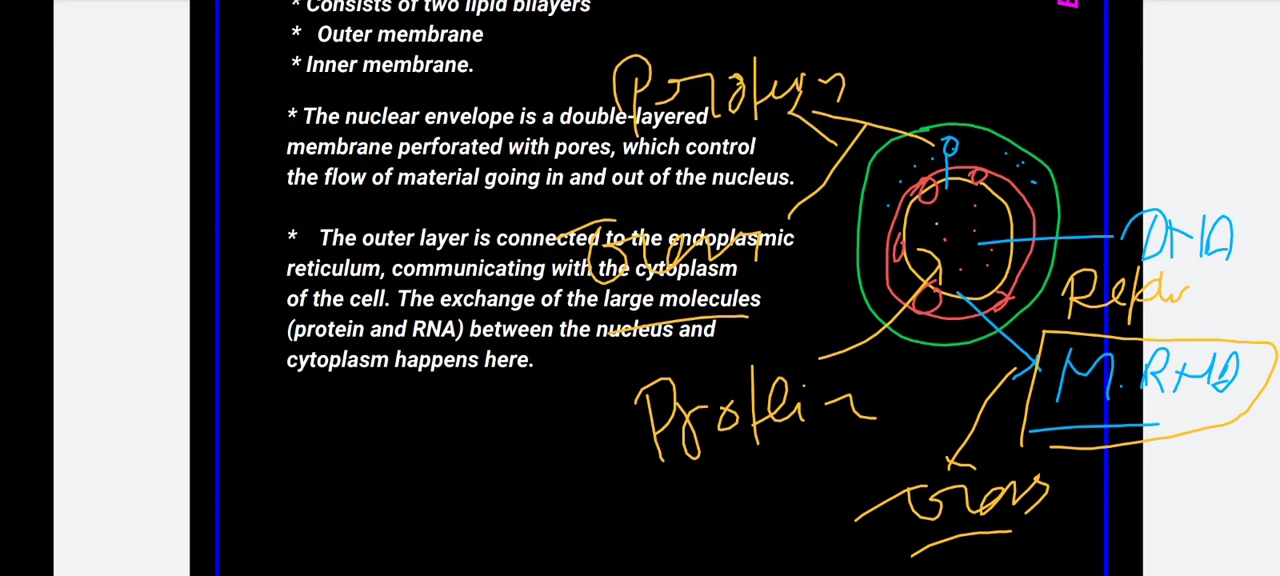 * Consists of two lipid bilayers
* Outer membrane
* Inner membrane.
* The nuclear envelope is a double-layered
membrane perforated with pores, which control
the flow of material going in and out of the nucleus.
* The outer layer is connected to the endoplasmic
reticulum, communicating with the cytoplasm
of the cell. The exchange of the large molecules
(protein and RNA) between the nucleus and
cytoplasm happens here.
Protein